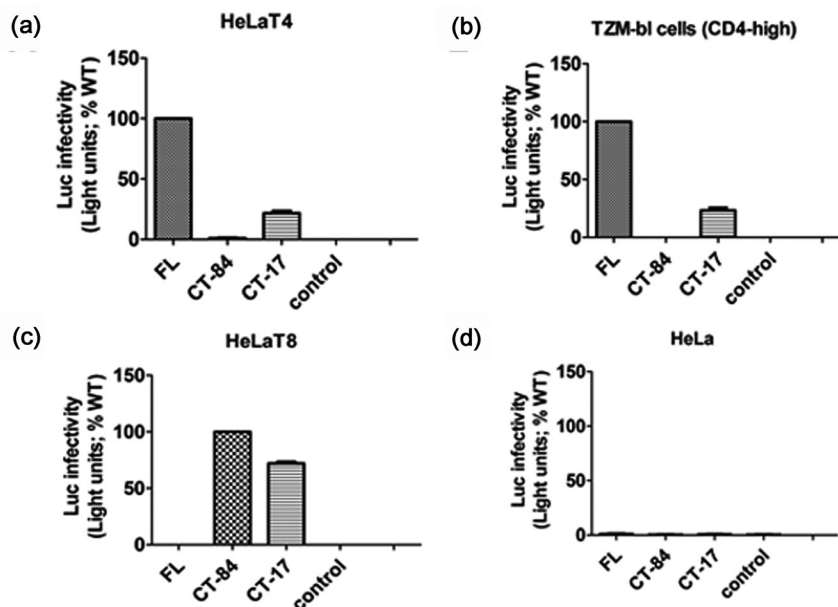 (a)
HeLaT4
Luc infectivity
(Light units; % WT)
150
100
50
0
FL
CT-84
CT-17
control
(b)
TZM-bl cells (CD4-high)
Luc infectivity
(Light units; % WT)
150
100
50
0
FL
CT-84
CT-17
control
(c)
HeLaT8
Luc infectivity
(Light units; % WT)
150
100
50
0
FL
CT-84
CT-17
control
(d)
HeLa
Luc infectivity
(Light units; % WT)
150
100
50
0
FL
CT-84
CT-17
control